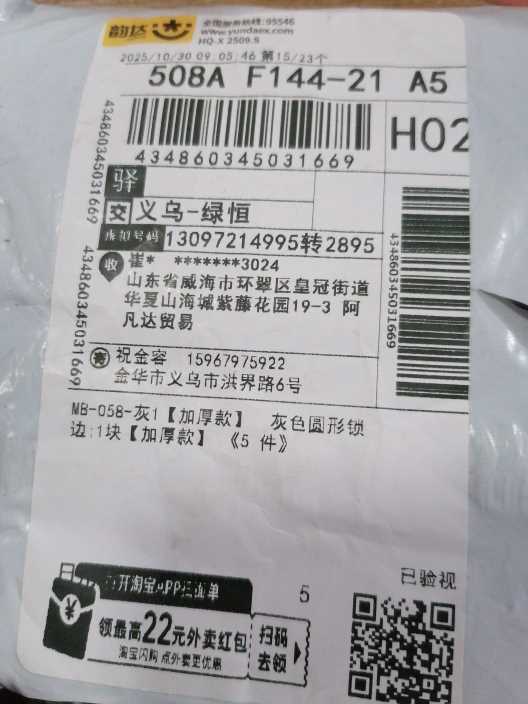 韵达
全国服务热线:95546
www.yundaex.com
HQ-X 2509.S
2025/10/30 09:05:46 第15/23个
508A F144-21 A5
434860345031669
H02
434860345031669
驿
交 义乌-绿恒
虚拟号码 13097214995转2895
收 崔* *******3024
山东省威海市环翠区皇冠街道
华夏山海城紫藤花园19-3 阿
凡达贸易
434860345031669
434860345031669
寄 祝金容 15967975922
金华市义乌市洪界路6号
MB-058-灰1【加厚款】 灰色圆形锁
边:1块【加厚款】 《5 件》
已验视
开淘宝APP扫面单
5
领最高22元外卖红包
淘宝闪购 点外卖更优惠
扫码
去领